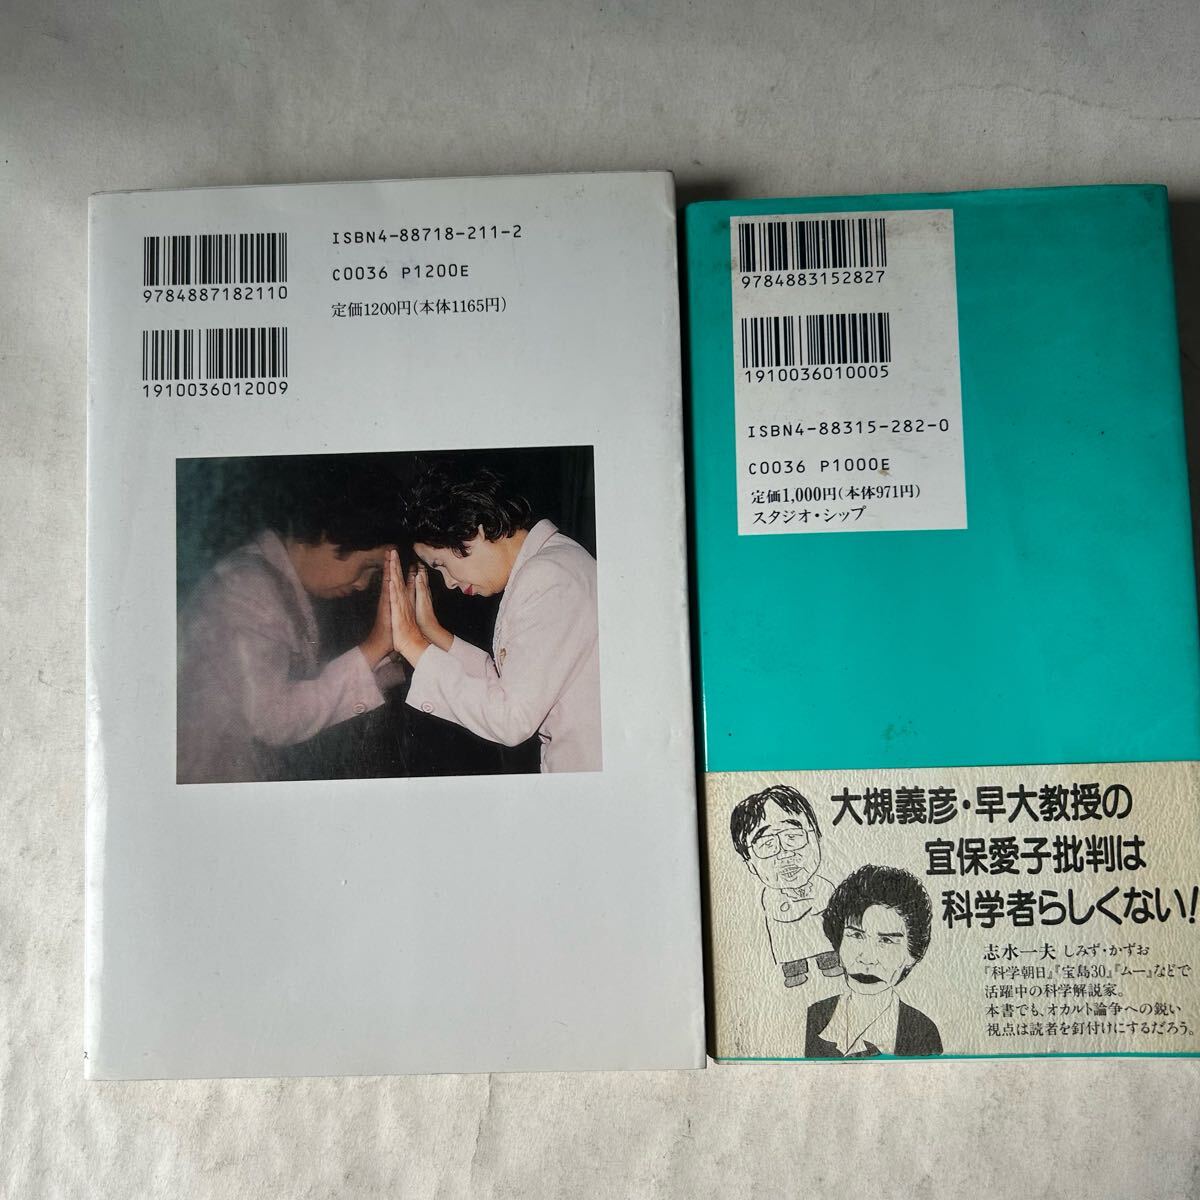 9784887182110
1910036012009
ISBN4-88718-211-2
C0036 P1200E
定価1200円(本体1165円)
ス
9784883152827
1910036010005
ISBN4-88315-282-0
C0036 P1000E
定価1,000円(本体971円)
スタジオ・シップ
大槻義彦・早大教授の
宜保愛子批判は
科学者らしくない!
志水一夫 しみず・かずお
『科学朝日』『宝島30』『ムー』などで
活躍中の科学解説家。
本書でも、オカルト論争への鋭い
視点は読者を釘付けにするだろう。